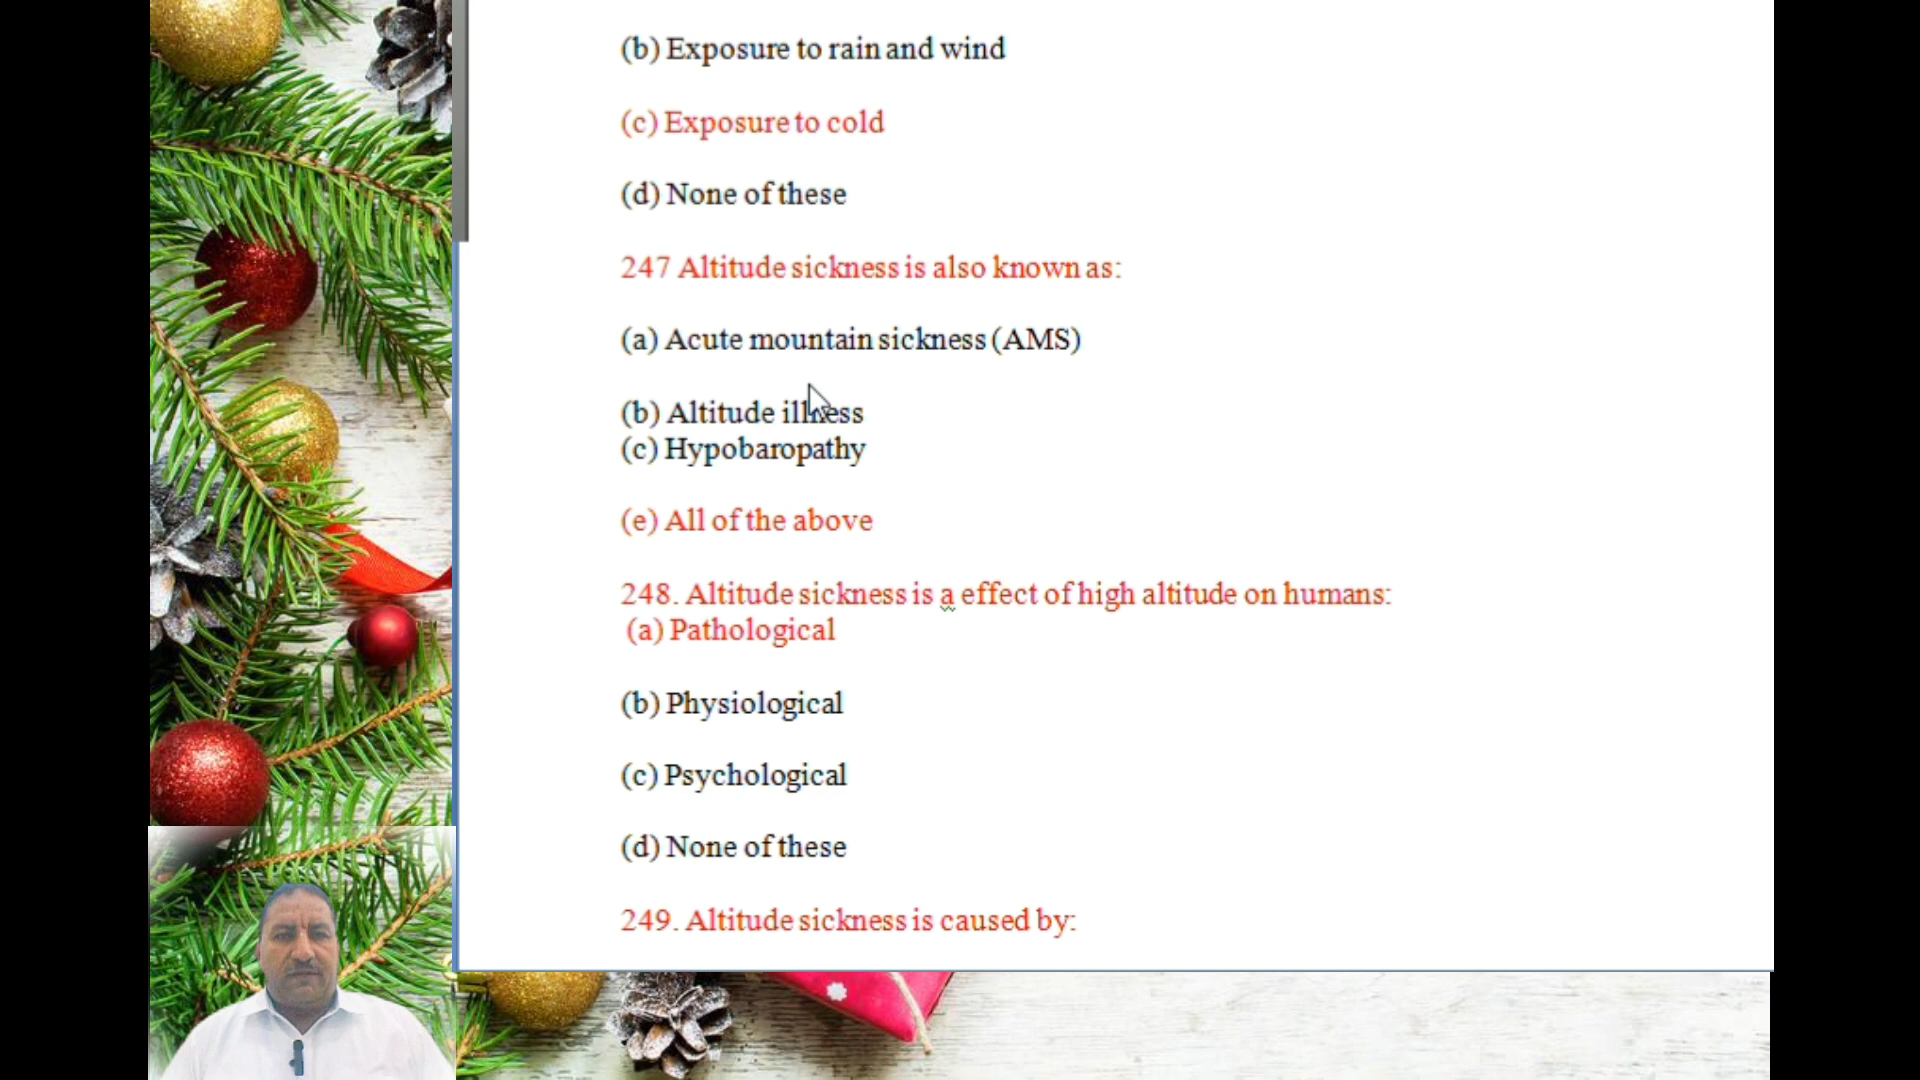 (b) Exposure to rain and wind
(c) Exposure to cold
(d) None of these
247 Altitude sickness is also known as:
(a) Acute mountain sickness (AMS)
(b) Altitude illness
(c) Hypobaropathy
(e) All of the above
248. Altitude sickness is a effect of high altitude on humans:
(a) Pathological
(b) Physiological
(c) Psychological
(d) None of these
249. Altitude sickness is caused by: